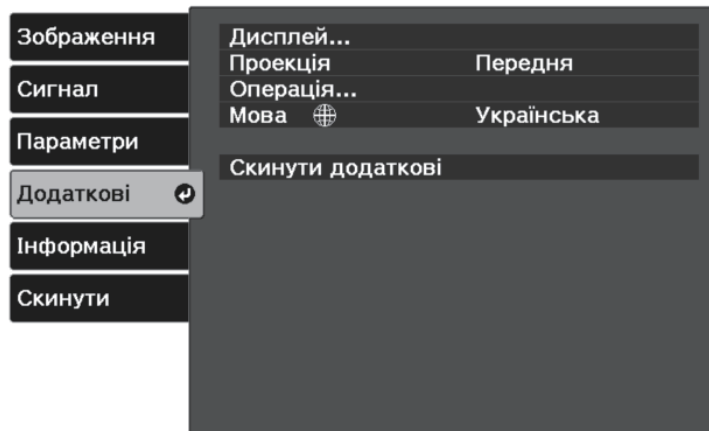 Зображення
Сигнал
Параметри
Додаткові
Інформація
Скинути
Дисплей...
Проекція Передня
Операція...
Мова Українська
Скинути додаткові